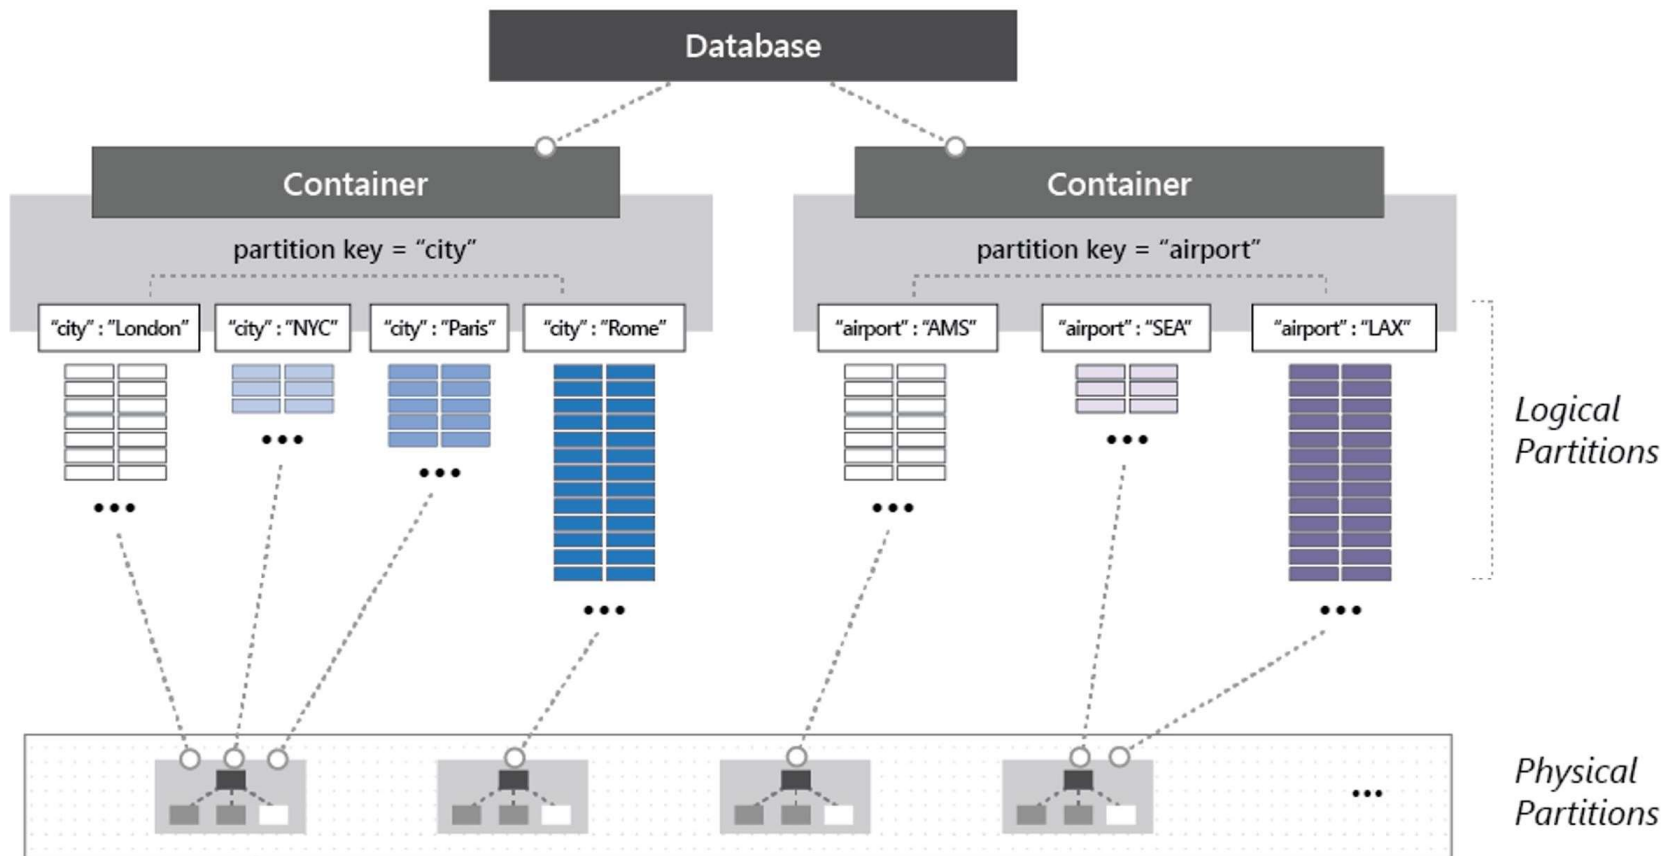 Database
Container
Container
partition key = “city”
partition key = “airport”
“city” : ”London”
“city” : ”NYC”
“city” : ”Paris”
“city” : ”Rome”
“airport” : ”AMS”
“airport” : “SEA”
“airport” : “LAX”
Logical
Partitions
Physical
Partitions